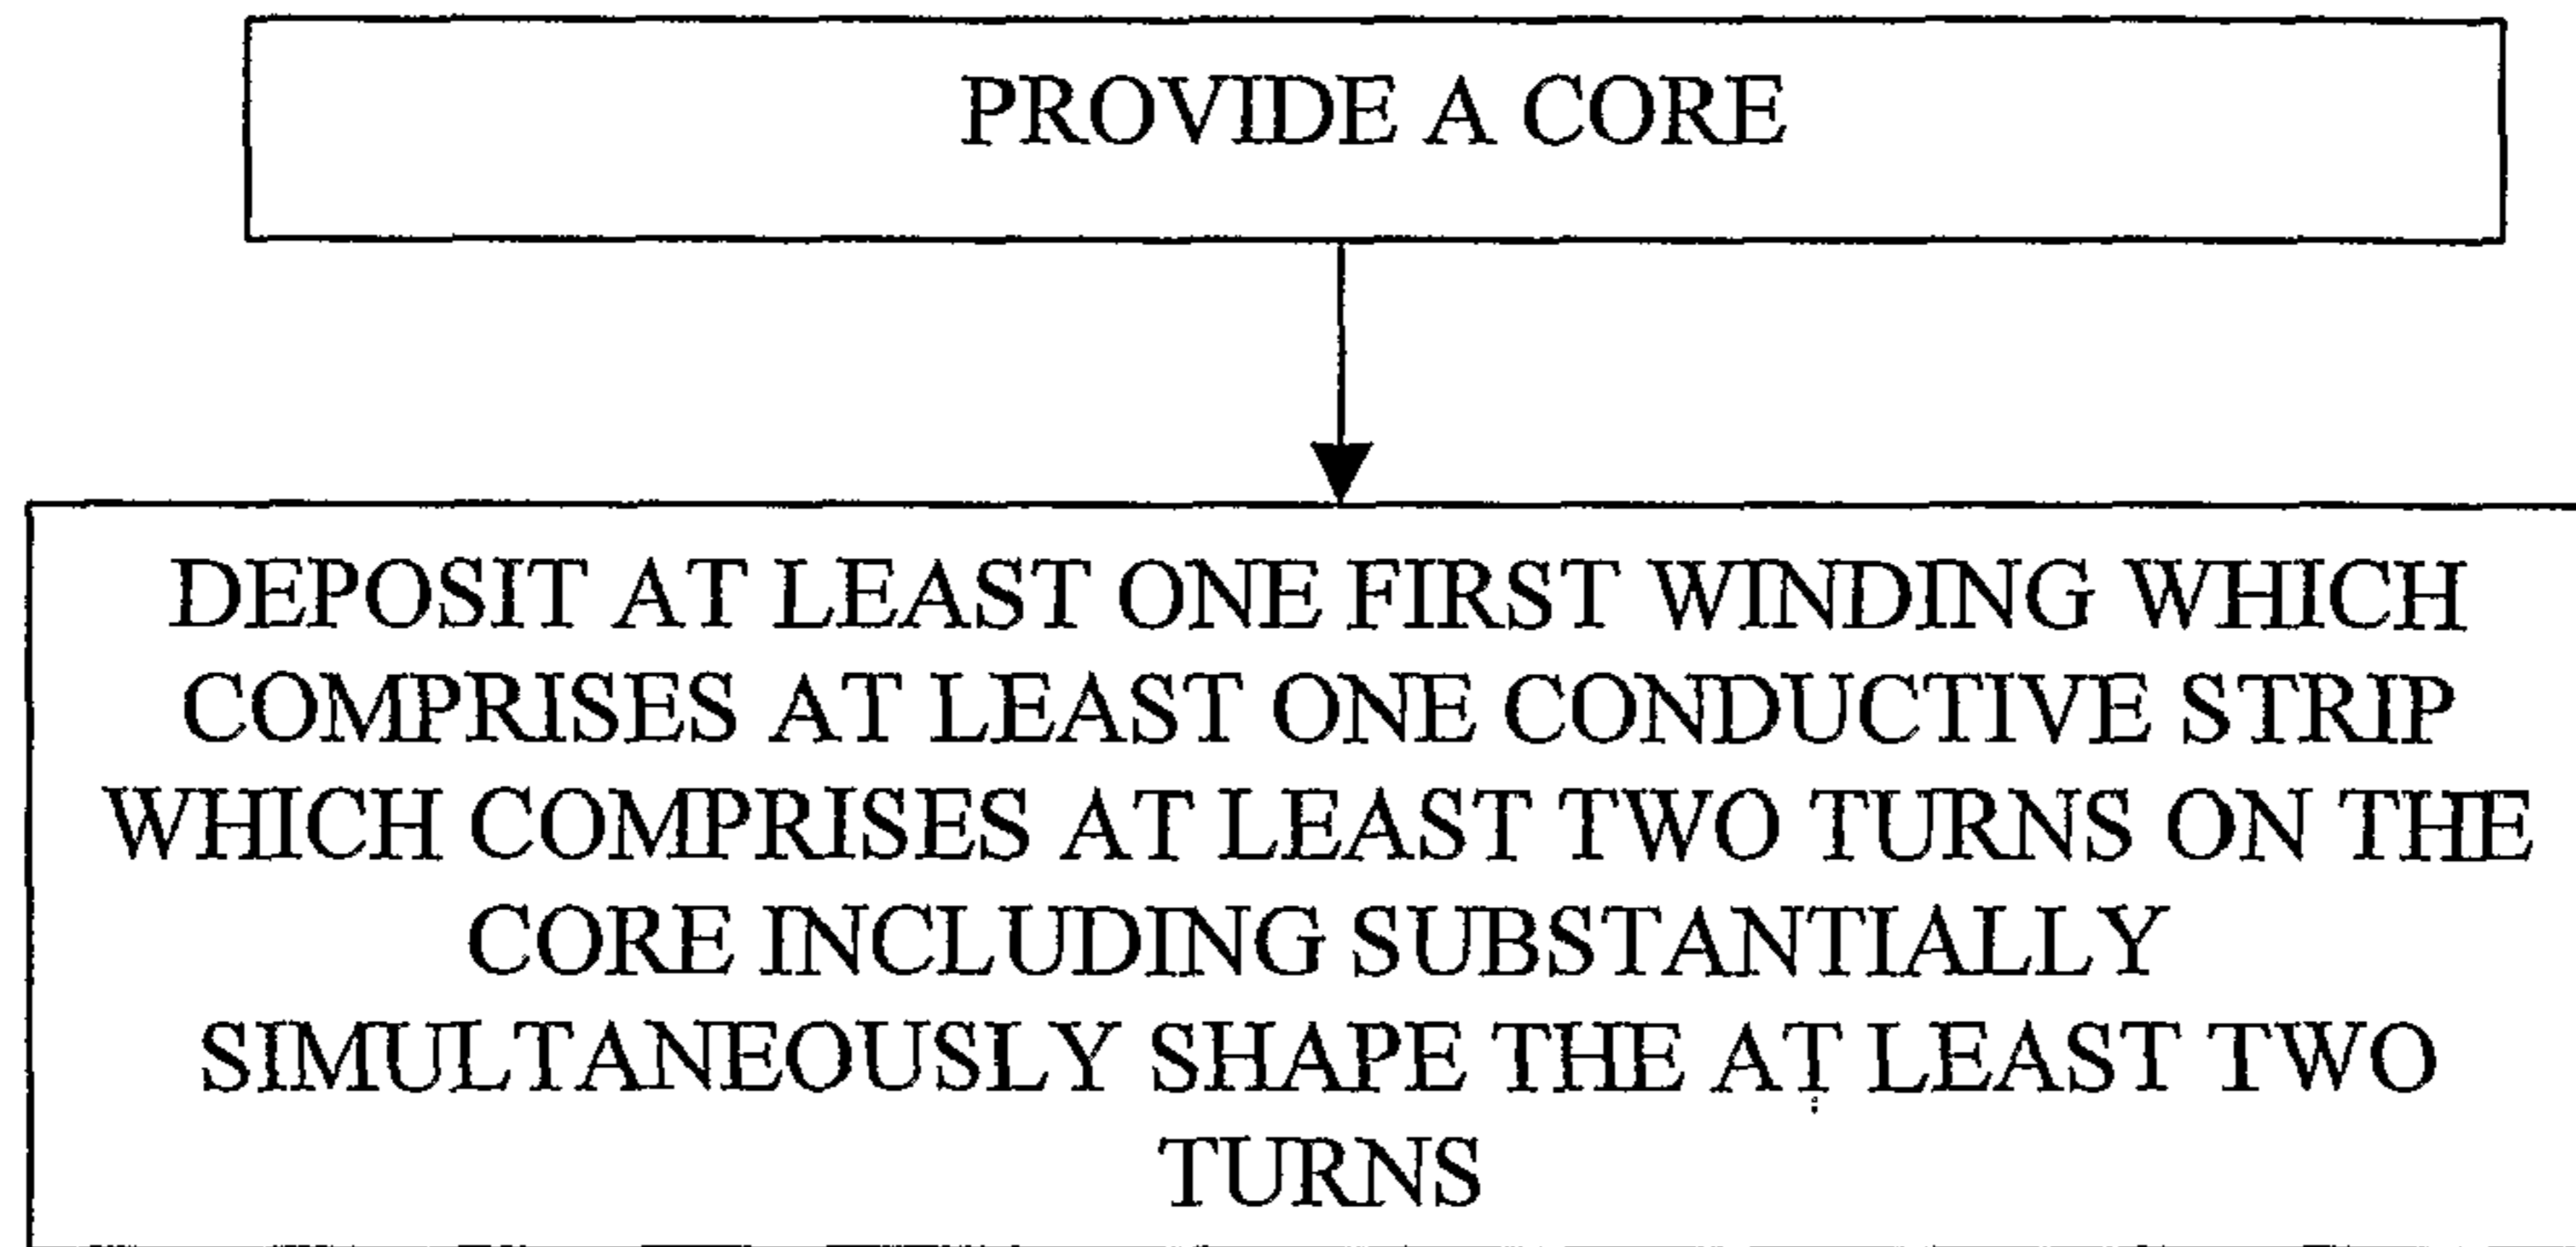 PROVIDE A CORE
DEPOSIT AT LEAST ONE FIRST WINDING WHICH
COMPRISES AT LEAST ONE CONDUCTIVE STRIP
WHICH COMPRISES AT LEAST TWO TURNS ON THE
CORE INCLUDING SUBSTANTIALLY
SIMULTANEOUSLY SHAPE THE AT LEAST TWO
TURNS